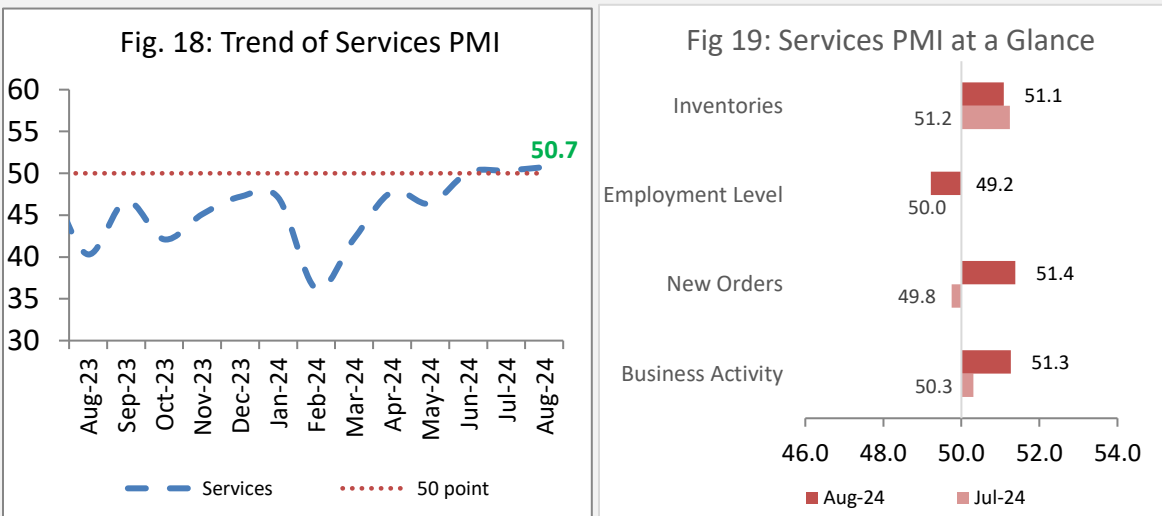 Fig. 18: Trend of Services PMI
60
55
50
45
40
35
30
50.7
Aug-23
Sep-23
Oct-23
Nov-23
Dec-23
Jan-24
Feb-24
Mar-24
Apr-24
May-24
Jun-24
Jul-24
Aug-24
Services
50 point
Fig 19: Services PMI at a Glance
Inventories
51.1
51.2
Employment Level
49.2
50.0
New Orders
51.4
49.8
Business Activity
51.3
50.3
46.0 48.0 50.0 52.0 54.0
Aug-24 Jul-24